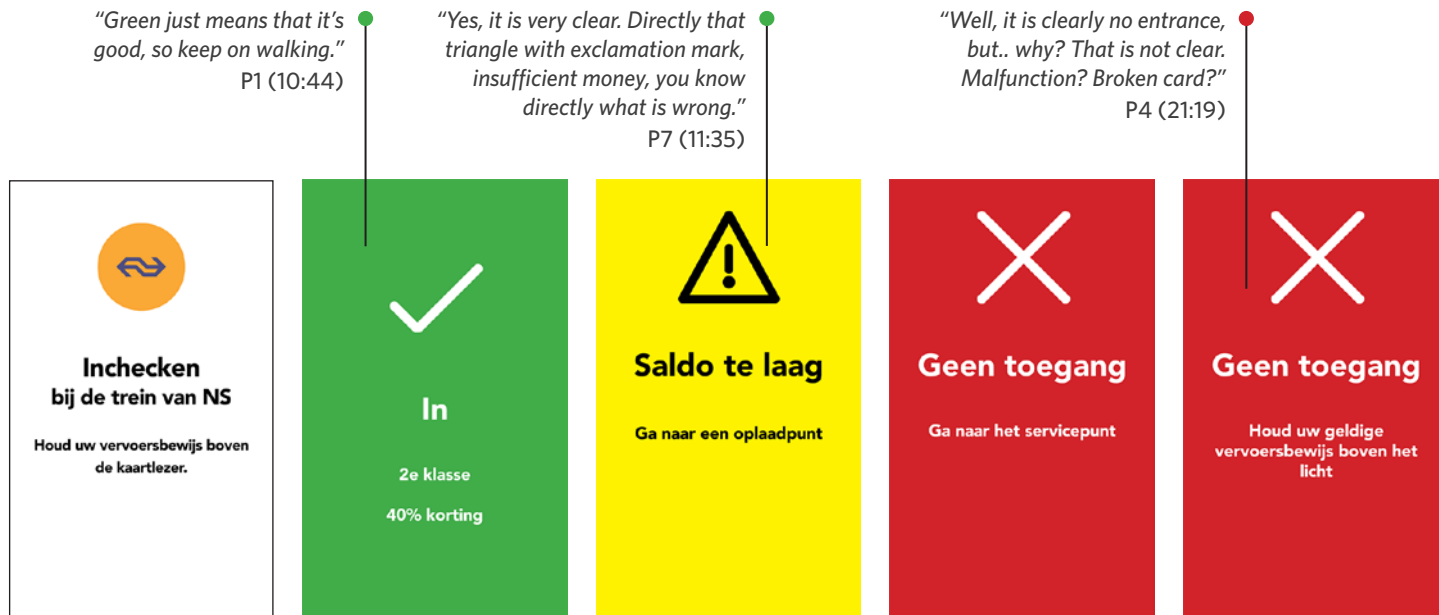 “Green just means that it’s
good, so keep on walking.”
P1 (10:44)
“Yes, it is very clear. Directly that
triangle with exclamation mark,
insufficient money, you know
directly what is wrong.”
P7 (11:35)
“Well, it is clearly no entrance,
but.. why? That is not clear.
Malfunction? Broken card?”
P4 (21:19)
Inchecken
bij de trein van NS
Houd uw vervoersbewijs boven
de kaartlezer.
In
2e klasse
40% korting
Saldo te laag
Ga naar een oplaadpunt
Geen toegang
Ga naar het servicepunt
Geen toegang
Houd uw geldige
vervoersbewijs boven het
licht